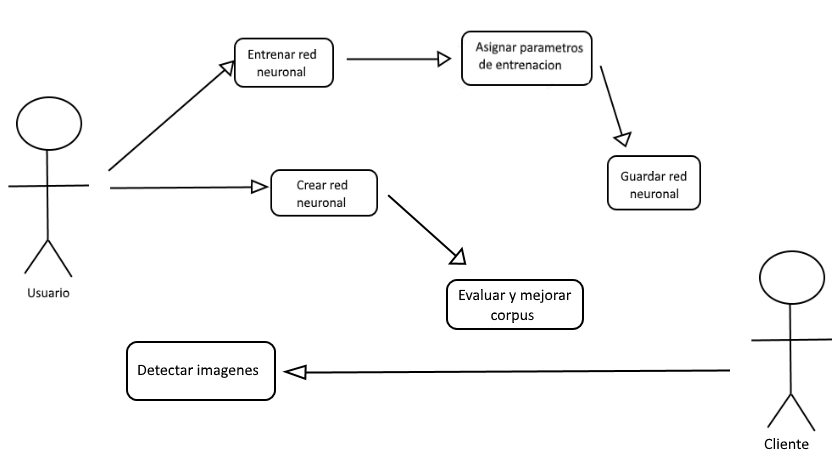 Entrenar red
neuronal
Asignar parametros
de entrenacion
Guardar red
neuronal
Crear red
neuronal
Usuario
Evaluar y mejorar
corpus
Detectar imagenes
Cliente